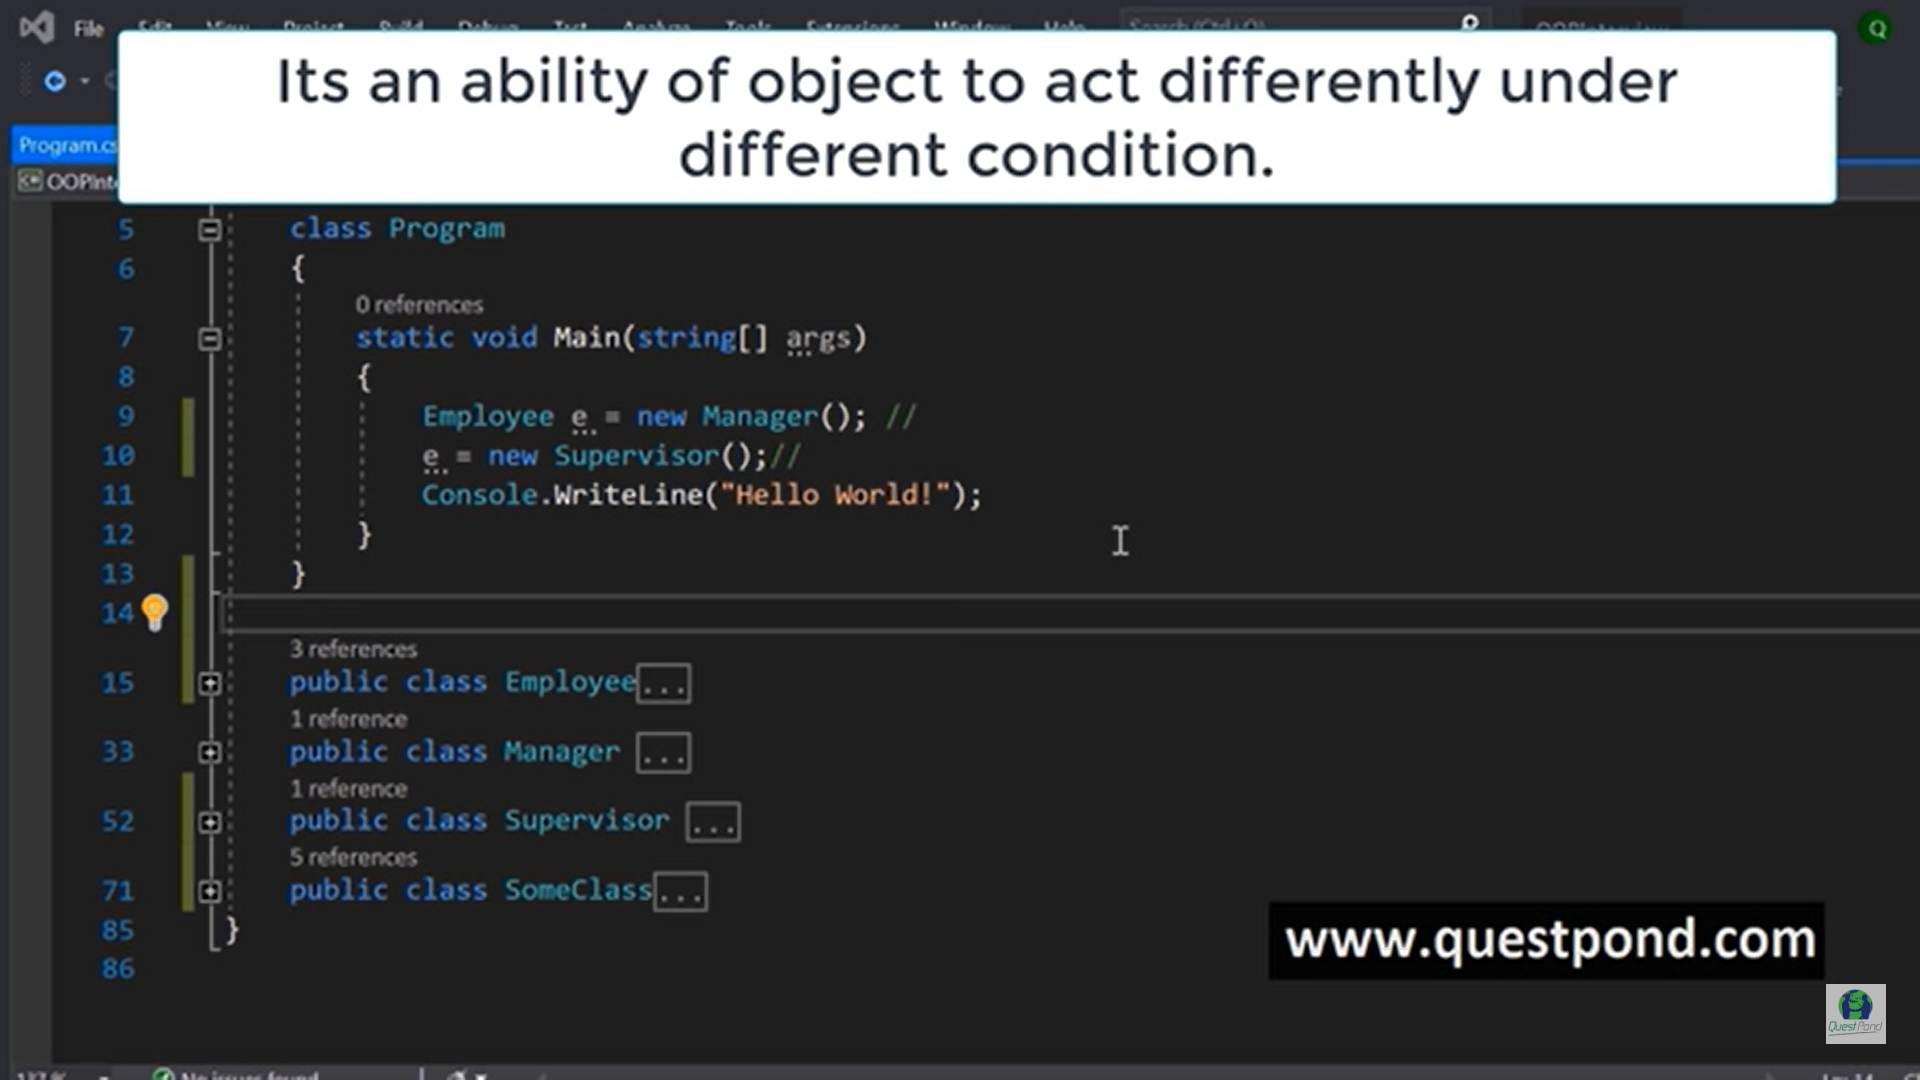 File
Its an ability of object to act differently under
different condition.
Program.cs
5 class Program
6 {
0 references
7 static void Main(string[] args)
8 {
9 Employee e = new Manager(); //
10 e = new Supervisor();//
11 Console.WriteLine("Hello World!");
12 }
13 }
14
3 references
15 public class Employee...
1 reference
33 public class Manager ...
1 reference
52 public class Supervisor ...
5 references
71 public class SomeClass...
85 }
86
www.questpond.com
QuestPond